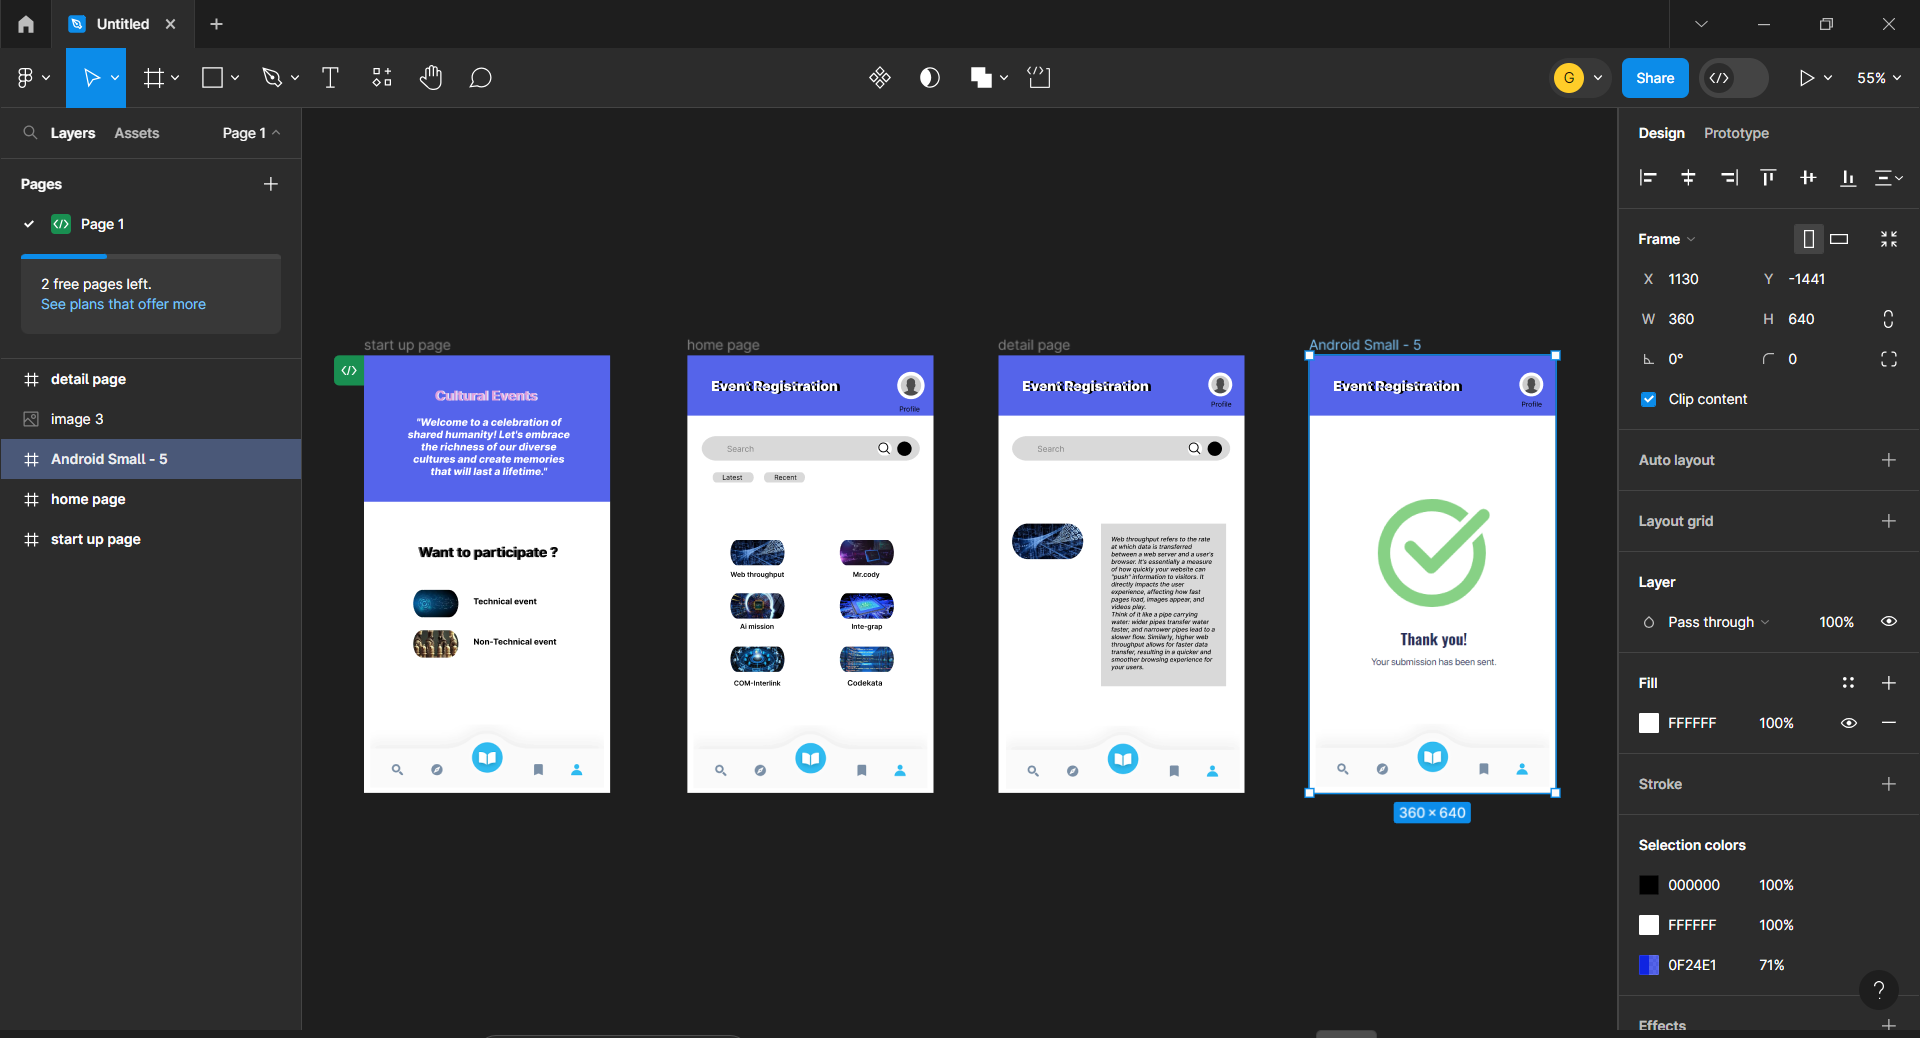 Untitled
G
Share
55%
Layers
Assets
Page 1
Design
Prototype
Pages
Page 1
2 free pages left.
See plans that offer more
detail page
image 3
Android Small - 5
home page
start up page
start up page
Cultural Events
"Welcome to a celebration of
shared humanity! Let's embrace
the richness of our diverse
cultures and create memories
that will last a lifetime."
Want to participate ?
Technical event
Non-Technical event
home page
Event Registration
Profile
Search
Latest
Recent
Web throughput
Mr.cody
Ai mission
Inte-grap
COM-Interlink
Codekata
detail page
Event Registration
Profile
Search
Web throughput refers to the rate
at which data is transferred
between a web server and a user's
browser. It's essentially a measure
of how quickly your website can
"push" information to visitors. It
directly impacts the user
experience, affecting how fast
pages load, images appear, and
videos play.
Think of it like a pipe carrying
water: wider pipes transfer water
faster, and narrower pipes lead to a
slower flow. Similarly, higher web
throughput allows for faster data
transfer, resulting in a quicker and
smoother browsing experience for
your users.
Android Small - 5
Event Registration
Profile
Thank you!
Your submission has been sent.
360 × 640
Frame
X 1130 Y -1441
W 360 H 640
0° 0
Clip content
Auto layout
Layout grid
Layer
Pass through 100%
Fill
FFFFFF 100%
Stroke
Selection colors
000000 100%
FFFFFF 100%
0F24E1 71%
?
Effects